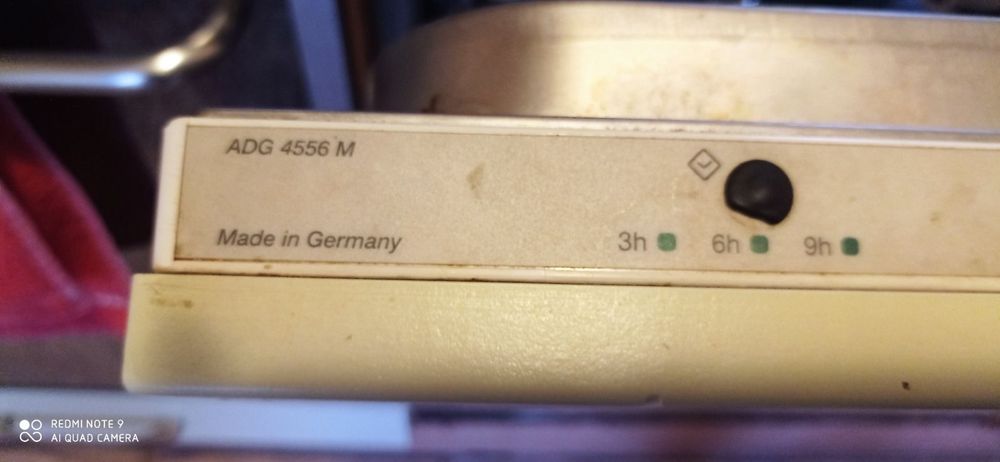 ADG 4556 M
Made in Germany
3h 6h 9h
REDMI NOTE 9
AI QUAD CAMERA